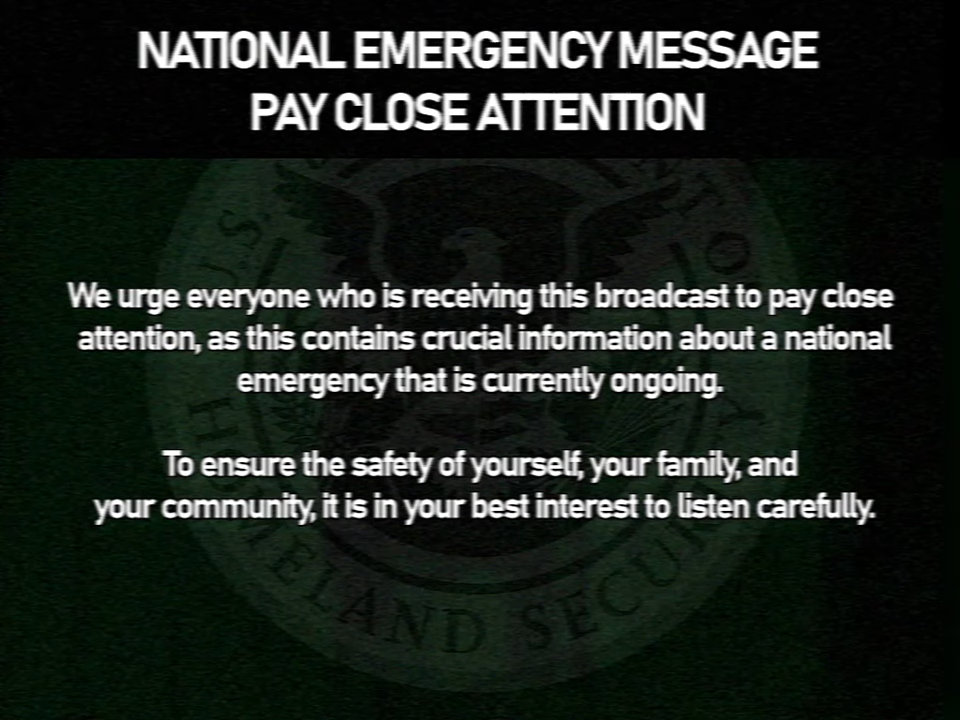 NATIONAL EMERGENCY MESSAGE
PAY CLOSE ATTENTION
We urge everyone who is receiving this broadcast to pay close
attention, as this contains crucial information about a national
emergency that is currently ongoing.
To ensure the safety of yourself, your family, and
your community, it is in your best interest to listen carefully.
HOMELAND SECURITY